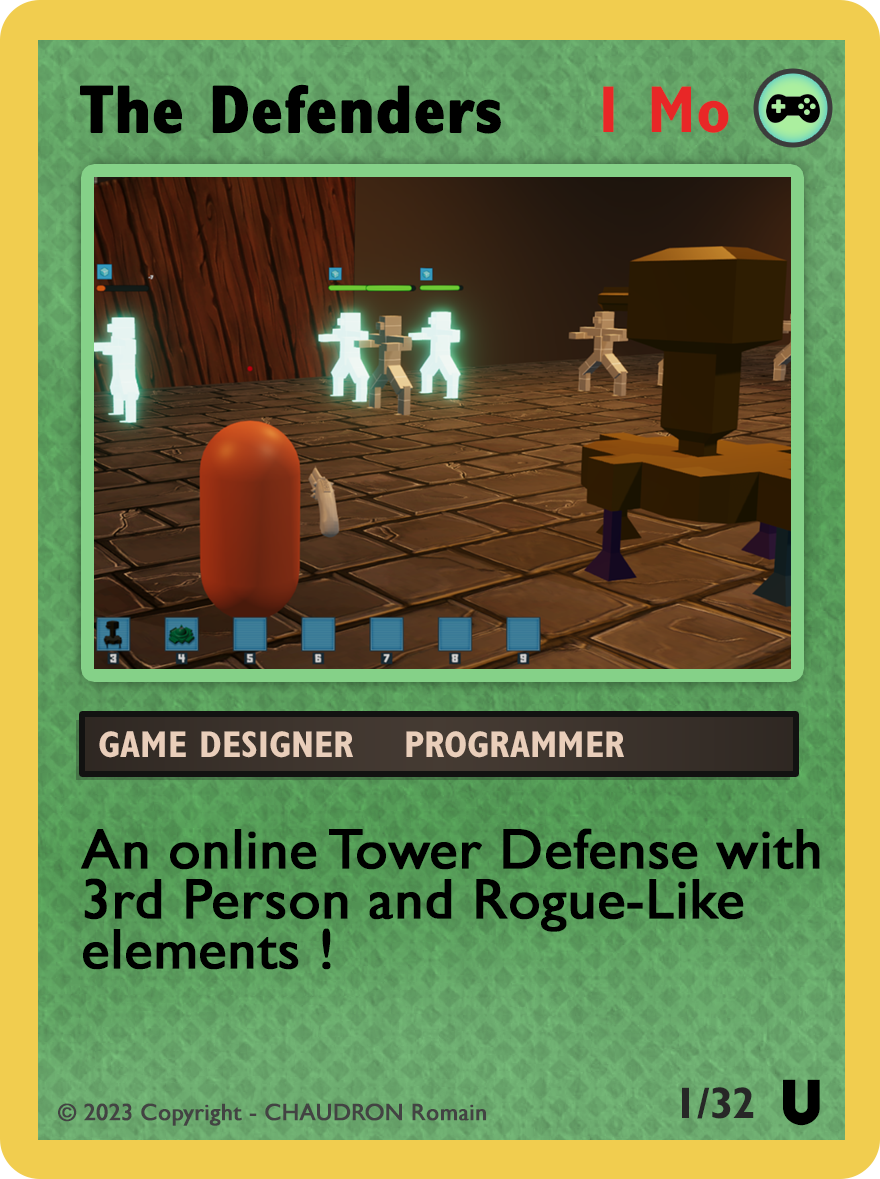 The Defenders 1 Mo
3 4 5 6 7 8 9
GAME DESIGNER PROGRAMMER
An online Tower Defense with
3rd Person and Rogue-Like
elements !
© 2023 Copyright - CHAUDRON Romain 1/32 U